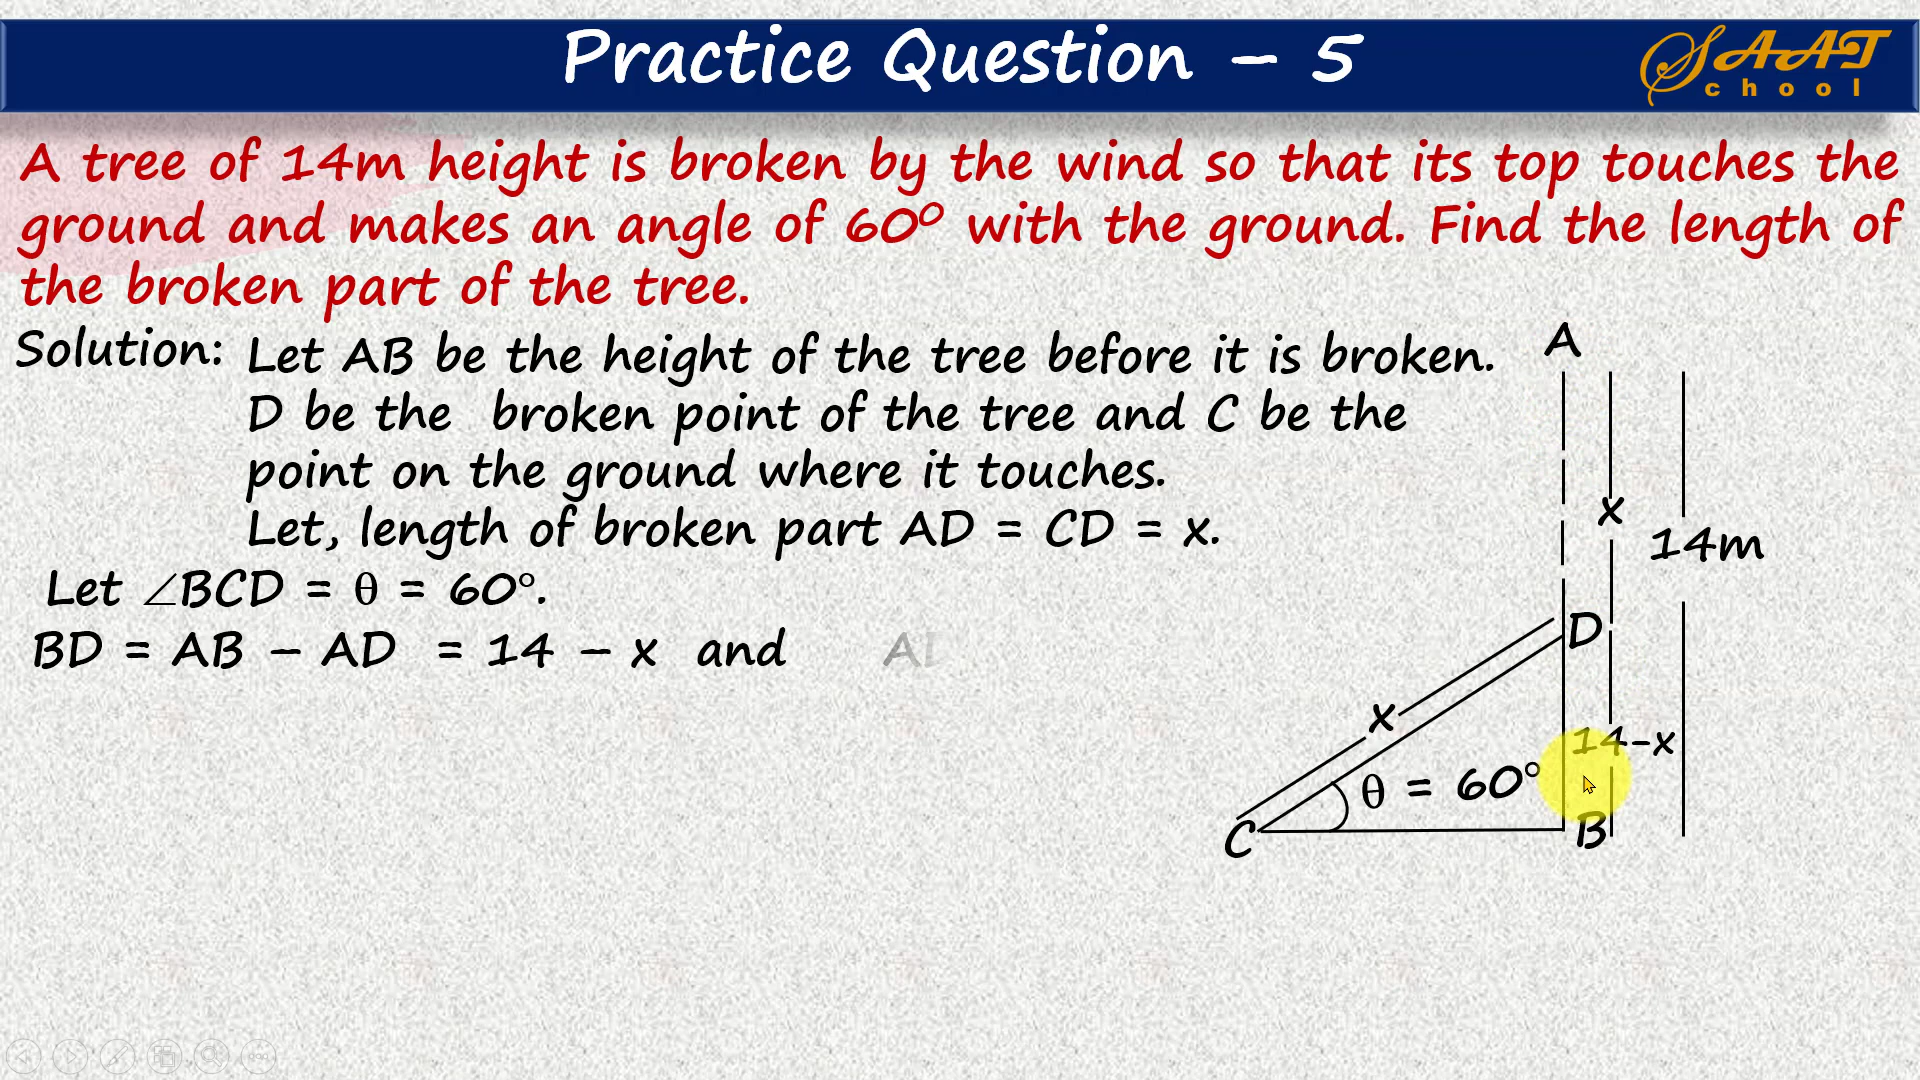 Practice Question – 5
SAAT
chool
A tree of 14m height is broken by the wind so that its top touches the
ground and makes an angle of 60° with the ground. Find the length of
the broken part of the tree.
Solution: Let AB be the height of the tree before it is broken.
D be the broken point of the tree and C be the
point on the ground where it touches.
Let, length of broken part AD = CD = x.
Let ∠BCD = θ = 60°.
BD = AB – AD = 14 – x and
A
x
14m
D
x
14-x
θ = 60°
C
B